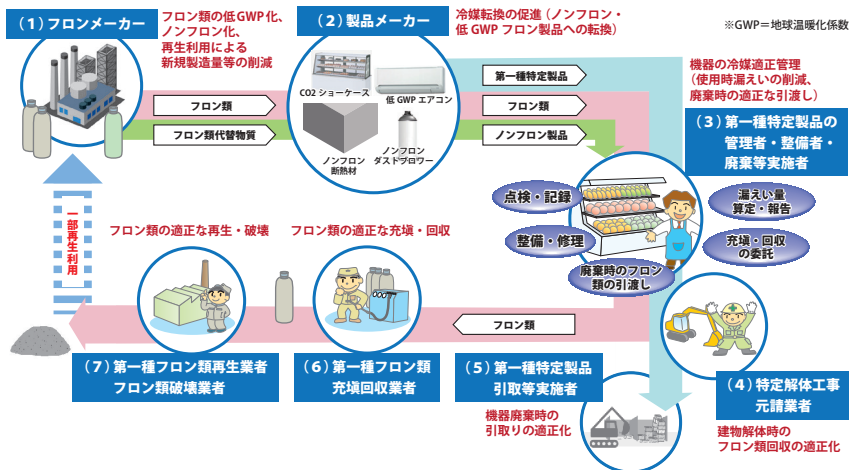 (1)フロンメーカー
フロン類の低GWP化、
ノンフロン化、
再生利用による
新規製造量等の削減
(2)製品メーカー
冷媒転換の促進(ノンフロン・
低GWPフロン製品への転換)
※GWP=地球温暖化係数
CO2 ショーケース
低GWPエアコン
ノンフロン
断熱材
ノンフロン
ダストブロワー
フロン類
フロン類代替物質
第一種特定製品
フロン類
ノンフロン製品
機器の冷媒適正管理
(使用時漏えいの削減、
廃棄時の適正な引渡し)
(3)第一種特定製品の
管理者・整備者・
廃棄等実施者
点検・記録
整備・修理
廃棄時のフロン
類の引渡し
漏えい量
算定・報告
充塡・回収
の委託
一部再生利用
フロン類の適正な再生・破壊
フロン類の適正な充塡・回収
フロン類
(7)第一種フロン類再生業者
フロン類破壊業者
(6)第一種フロン類
充塡回収業者
(5)第一種特定製品
引取等実施者
機器廃棄時の
引取りの適正化
(4)特定解体工事
元請業者
建物解体時の
フロン類回収の適正化